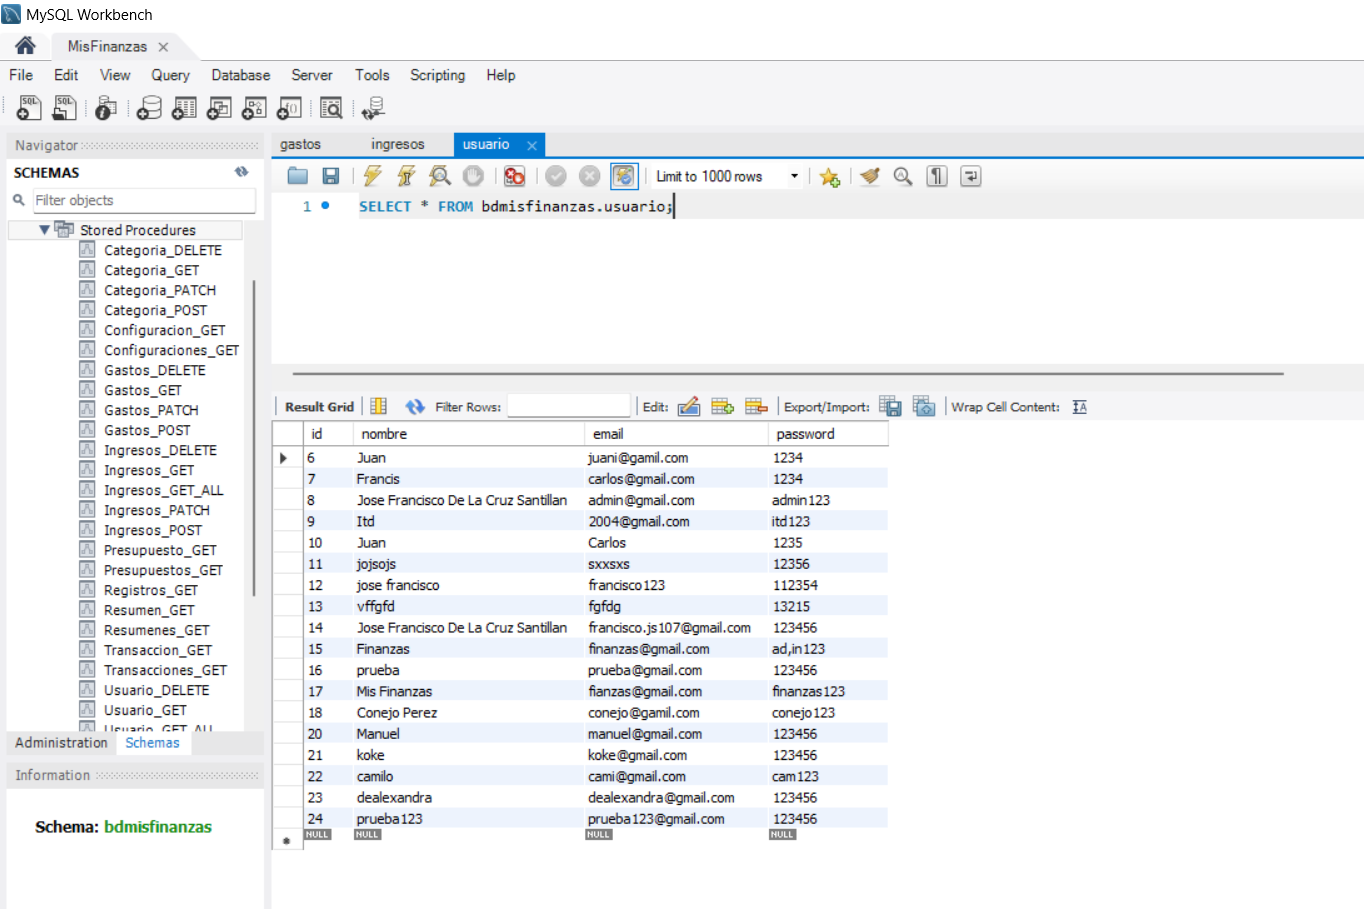 MySQL Workbench
MisFinanzas
File Edit View Query Database Server Tools Scripting Help
Navigator
SCHEMAS
Filter objects
Stored Procedures
Categoria_DELETE
Categoria_GET
Categoria_PATCH
Categoria_POST
Configuracion_GET
Configuraciones_GET
Gastos_DELETE
Gastos_GET
Gastos_PATCH
Gastos_POST
Ingresos_DELETE
Ingresos_GET
Ingresos_GET_ALL
Ingresos_PATCH
Ingresos_POST
Presupuesto_GET
Presupuestos_GET
Registros_GET
Resumen_GET
Resumenes_GET
Transaccion_GET
Transacciones_GET
Usuario_DELETE
Usuario_GET
Usuario_GET_ALL
Administration Schemas
Information
Schema: bdmisfinanzas
gastos ingresos usuario
Limit to 1000 rows
1 SELECT * FROM bdmisfinanzas.usuario;
Result Grid Filter Rows: Edit: Export/Import: Wrap Cell Content:
id nombre email password
6 Juan juani@gamil.com 1234
7 Francis carlos@gmail.com 1234
8 Jose Francisco De La Cruz Santillan admin@gmail.com admin123
9 Itd 2004@gmail.com itd123
10 Juan Carlos 1235
11 jojsojs sxxsxs 12356
12 jose francisco francisco123 112354
13 vffgfd fgfdg 13215
14 Jose Francisco De La Cruz Santillan francisco.js107@gmail.com 123456
15 Finanzas finanzas@gmail.com ad,in123
16 prueba prueba@gmail.com 123456
17 Mis Finanzas fianzas@gmail.com finanzas123
18 Conejo Perez conejo@gamil.com conejo123
20 Manuel manuel@gmail.com 123456
21 koke koke@gmail.com 123456
22 camilo cami@gmail.com cam123
23 dealexandra dealexandra@gmail.com 123456
24 prueba123 prueba123@gmail.com 123456
NULL NULL NULL NULL